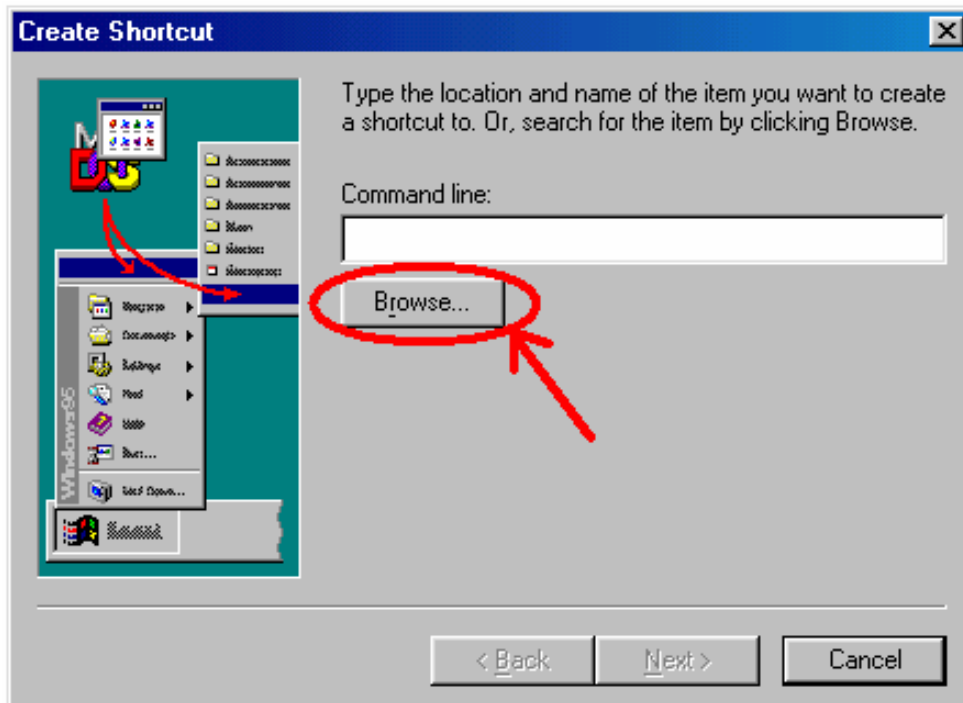 Create Shortcut
Type the location and name of the item you want to create
a shortcut to. Or, search for the item by clicking Browse.
Command line:
Browse...
Windows95
< Back
Next >
Cancel